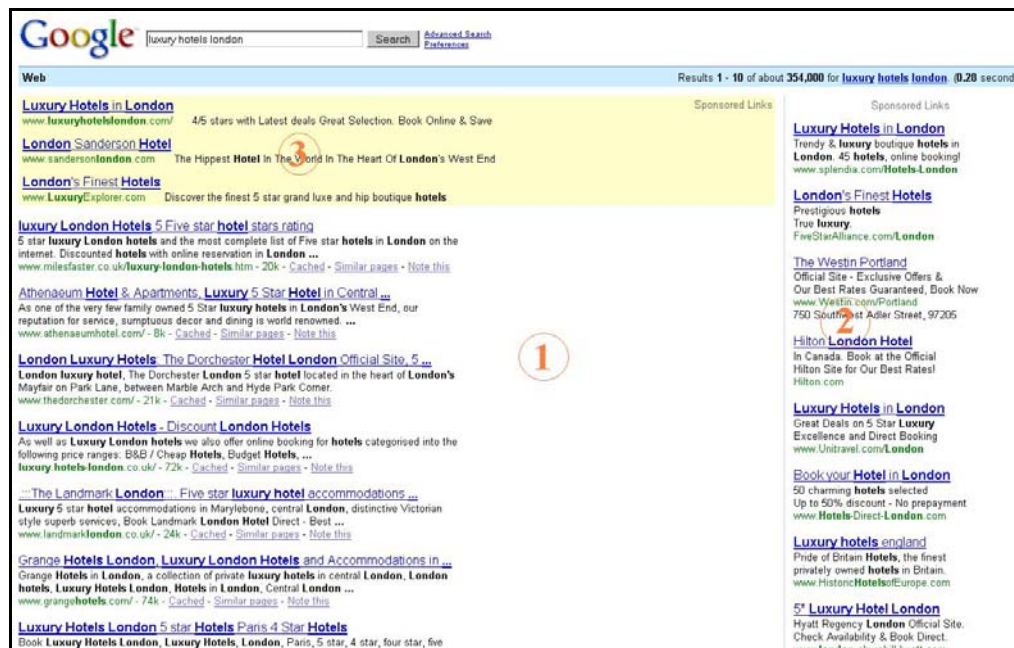 Google luxury hotels london Search Advanced Search
Preferences
Web Results 1 - 10 of about 354,000 for luxury hotels london. (0.28 second
Luxury Hotels in London Sponsored Links
www.luxuryhotelslondon.com/ 4/5 stars with Latest deals Great Selection. Book Online & Save
London Sanderson Hotel
www.sandersonlondon.com The Hippest Hotel In The World In The Heart Of London's West End
3
London's Finest Hotels
www.LuxuryExplorer.com Discover the finest 5 star grand luxe and hip boutique hotels
luxury London Hotels 5 Five star hotel stars rating
5 star luxury London hotels and the most complete list of Five star hotels in London on the
internet. Discounted hotels with online reservation in London ...
www.milesfaster.co.uk/luxury-london-hotels.htm - 20k - Cached - Similar pages - Note this
Athenaeum Hotel & Apartments, Luxury 5 Star Hotel in Central ...
As one of the very few family owned 5 Star luxury hotels in London's West End, our
reputation for service, sumptuous decor and dining is world renowned. ...
www.athenaeumhotel.com/ - 8k - Cached - Similar pages - Note this
1
London Luxury Hotels: The Dorchester Hotel London Official Site, 5 ...
London luxury hotel, The Dorchester London 5 star hotel located in the heart of London's
Mayfair on Park Lane, between Marble Arch and Hyde Park Corner.
www.thedorchester.com/ - 21k - Cached - Similar pages - Note this
Luxury London Hotels - Discount London Hotels
As well as Luxury London hotels we also offer online booking for hotels categorised into the
following price ranges: B&B / Cheap Hotels, Budget Hotels, ...
luxury.hotels-london.co.uk/ - 72k - Cached - Similar pages - Note this
.:::The Landmark London:::. Five star luxury hotel accommodations ...
Luxury 5 star hotel accommodations in Marylebone, central London, distinctive Victorian
style superb services, Book Landmark London Hotel Direct - Best ...
www.landmarklondon.co.uk/ - 24k - Cached - Similar pages - Note this
Grange Hotels London, Luxury London Hotels and Accommodations in ...
Grange Hotels in London, a collection of private luxury hotels in central London, London
hotels, Luxury Hotels London, Hotels in London, Central London ...
www.grangehotels.com/ - 74k - Cached - Similar pages - Note this
Luxury Hotels London 5 star Hotels Paris 4 Star Hotels
Book Luxury Hotels London, Luxury Hotels, London, Paris, 5 star, 4 star, four star, five
Sponsored Links
Luxury Hotels in London
Trendy & luxury boutique hotels in
London. 45 hotels, online booking!
www.splendia.com/Hotels-London
London's Finest Hotels
Prestigious hotels
True luxury.
FiveStarAlliance.com/London
The Westin Portland
Official Site - Exclusive Offers &
Our Best Rates Guaranteed, Book Now
www.Westin.com/Portland
750 Southwest Adler Street, 97205
2
Hilton London Hotel
In Canada. Book at the Official
Hilton Site for Our Best Rates!
Hilton.com
Luxury Hotels in London
Great Deals on 5 Star Luxury
Excellence and Direct Booking
www.Unitravel.com/London
Book your Hotel in London
50 charming hotels selected
Up to 50% discount - No prepayment
www.Hotels-Direct-London.com
Luxury hotels england
Pride of Britain Hotels, the finest
privately owned hotels in Britain.
www.HistoricHotelsofEurope.com
5* Luxury Hotel London
Hyatt Regency London Official Site.
Check Availability & Book Direct.